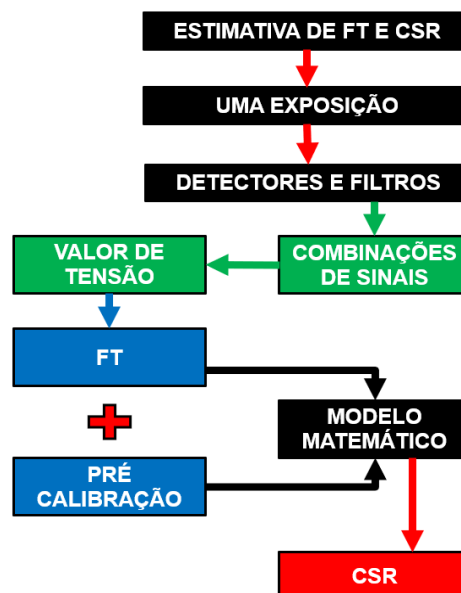 ESTIMATIVA DE FT E CSR
UMA EXPOSIÇÃO
DETECTORES E FILTROS
COMBINAÇÕES
DE SINAIS
VALOR DE
TENSÃO
FT
PRÉ
CALIBRAÇÃO
MODELO
MATEMÁTICO
CSR